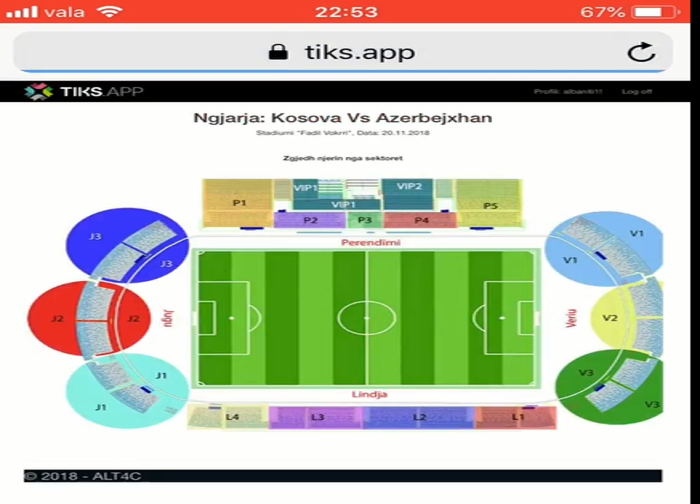 vala 22:53 67%
tiks.app
TIKS.APP Profili: albaniti1! Log off
Ngjarja: Kosova Vs Azerbejxhan
Stadiumi "Fadil Vokrri", Data: 20.11.2018
Zgjedh njerin nga sektoret
VIP1 VIP2
P1 VIP1 P5
P2 P3 P4
Perendimi
J3 V1
J3 V1
J2 J2 Jugu Veriu V2
J1 V3
J1 V3
Lindja
L4 L3 L2 L1
© 2018 - ALT4C